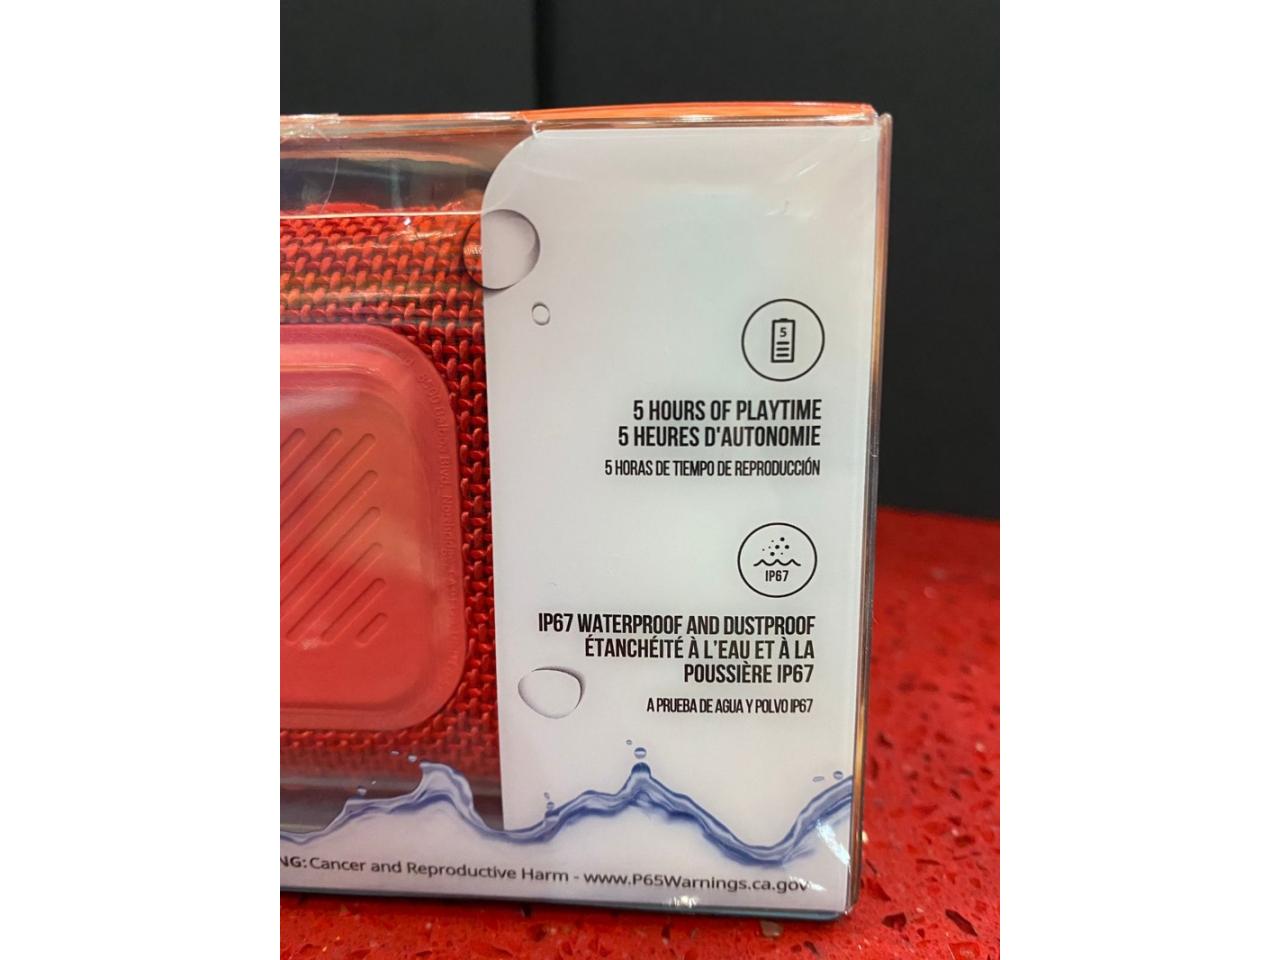 5
5 HOURS OF PLAYTIME
5 HEURES D'AUTONOMIE
5 HORAS DE TIEMPO DE REPRODUCCIÓN
IP67
IP67 WATERPROOF AND DUSTPROOF
ÉTANCHÉITÉ À L'EAU ET À LA
POUSSIÈRE IP67
A PRUEBA DE AGUA Y POLVO IP67
NG: Cancer and Reproductive Harm - www.P65Warnings.ca.gov